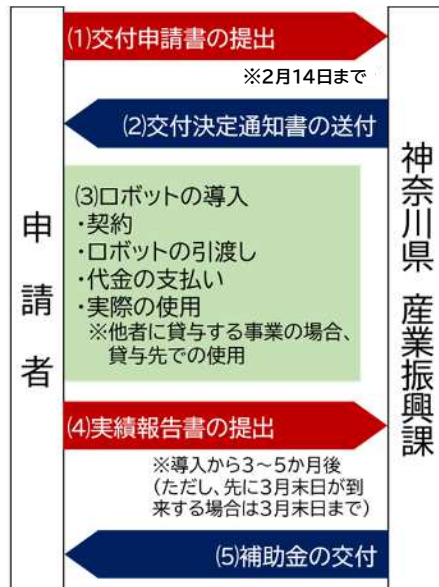 申請者
⑴交付申請書の提出
※2月14日まで
⑵交付決定通知書の送付
⑶ロボットの導入
・契約
・ロボットの引渡し
・代金の支払い
・実際の使用
※他者に貸与する事業の場合、
貸与先での使用
⑷実績報告書の提出
※導入から3~5か月後
(ただし、先に3月末日が到
来する場合は3月末日まで)
⑸補助金の交付
神奈川県 産業振興課